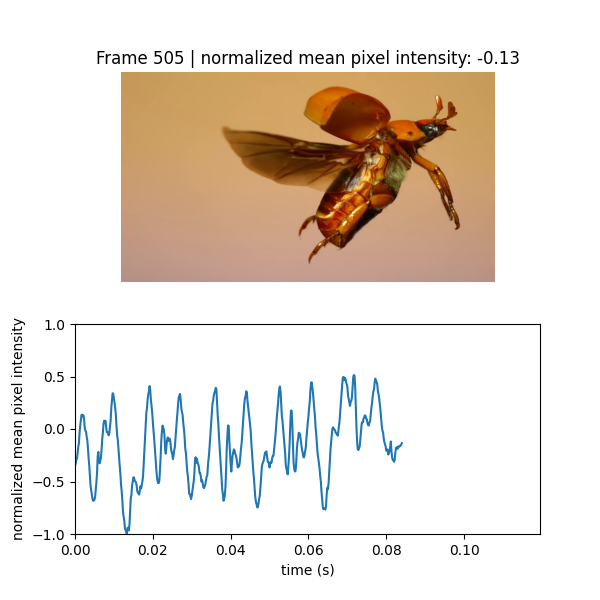 Frame 505 | normalized mean pixel intensity: -0.13
1.0
0.5
0.0
−0.5
−1.0
normalized mean pixel intensity
0.00 0.02 0.04 0.06 0.08 0.10
time (s)